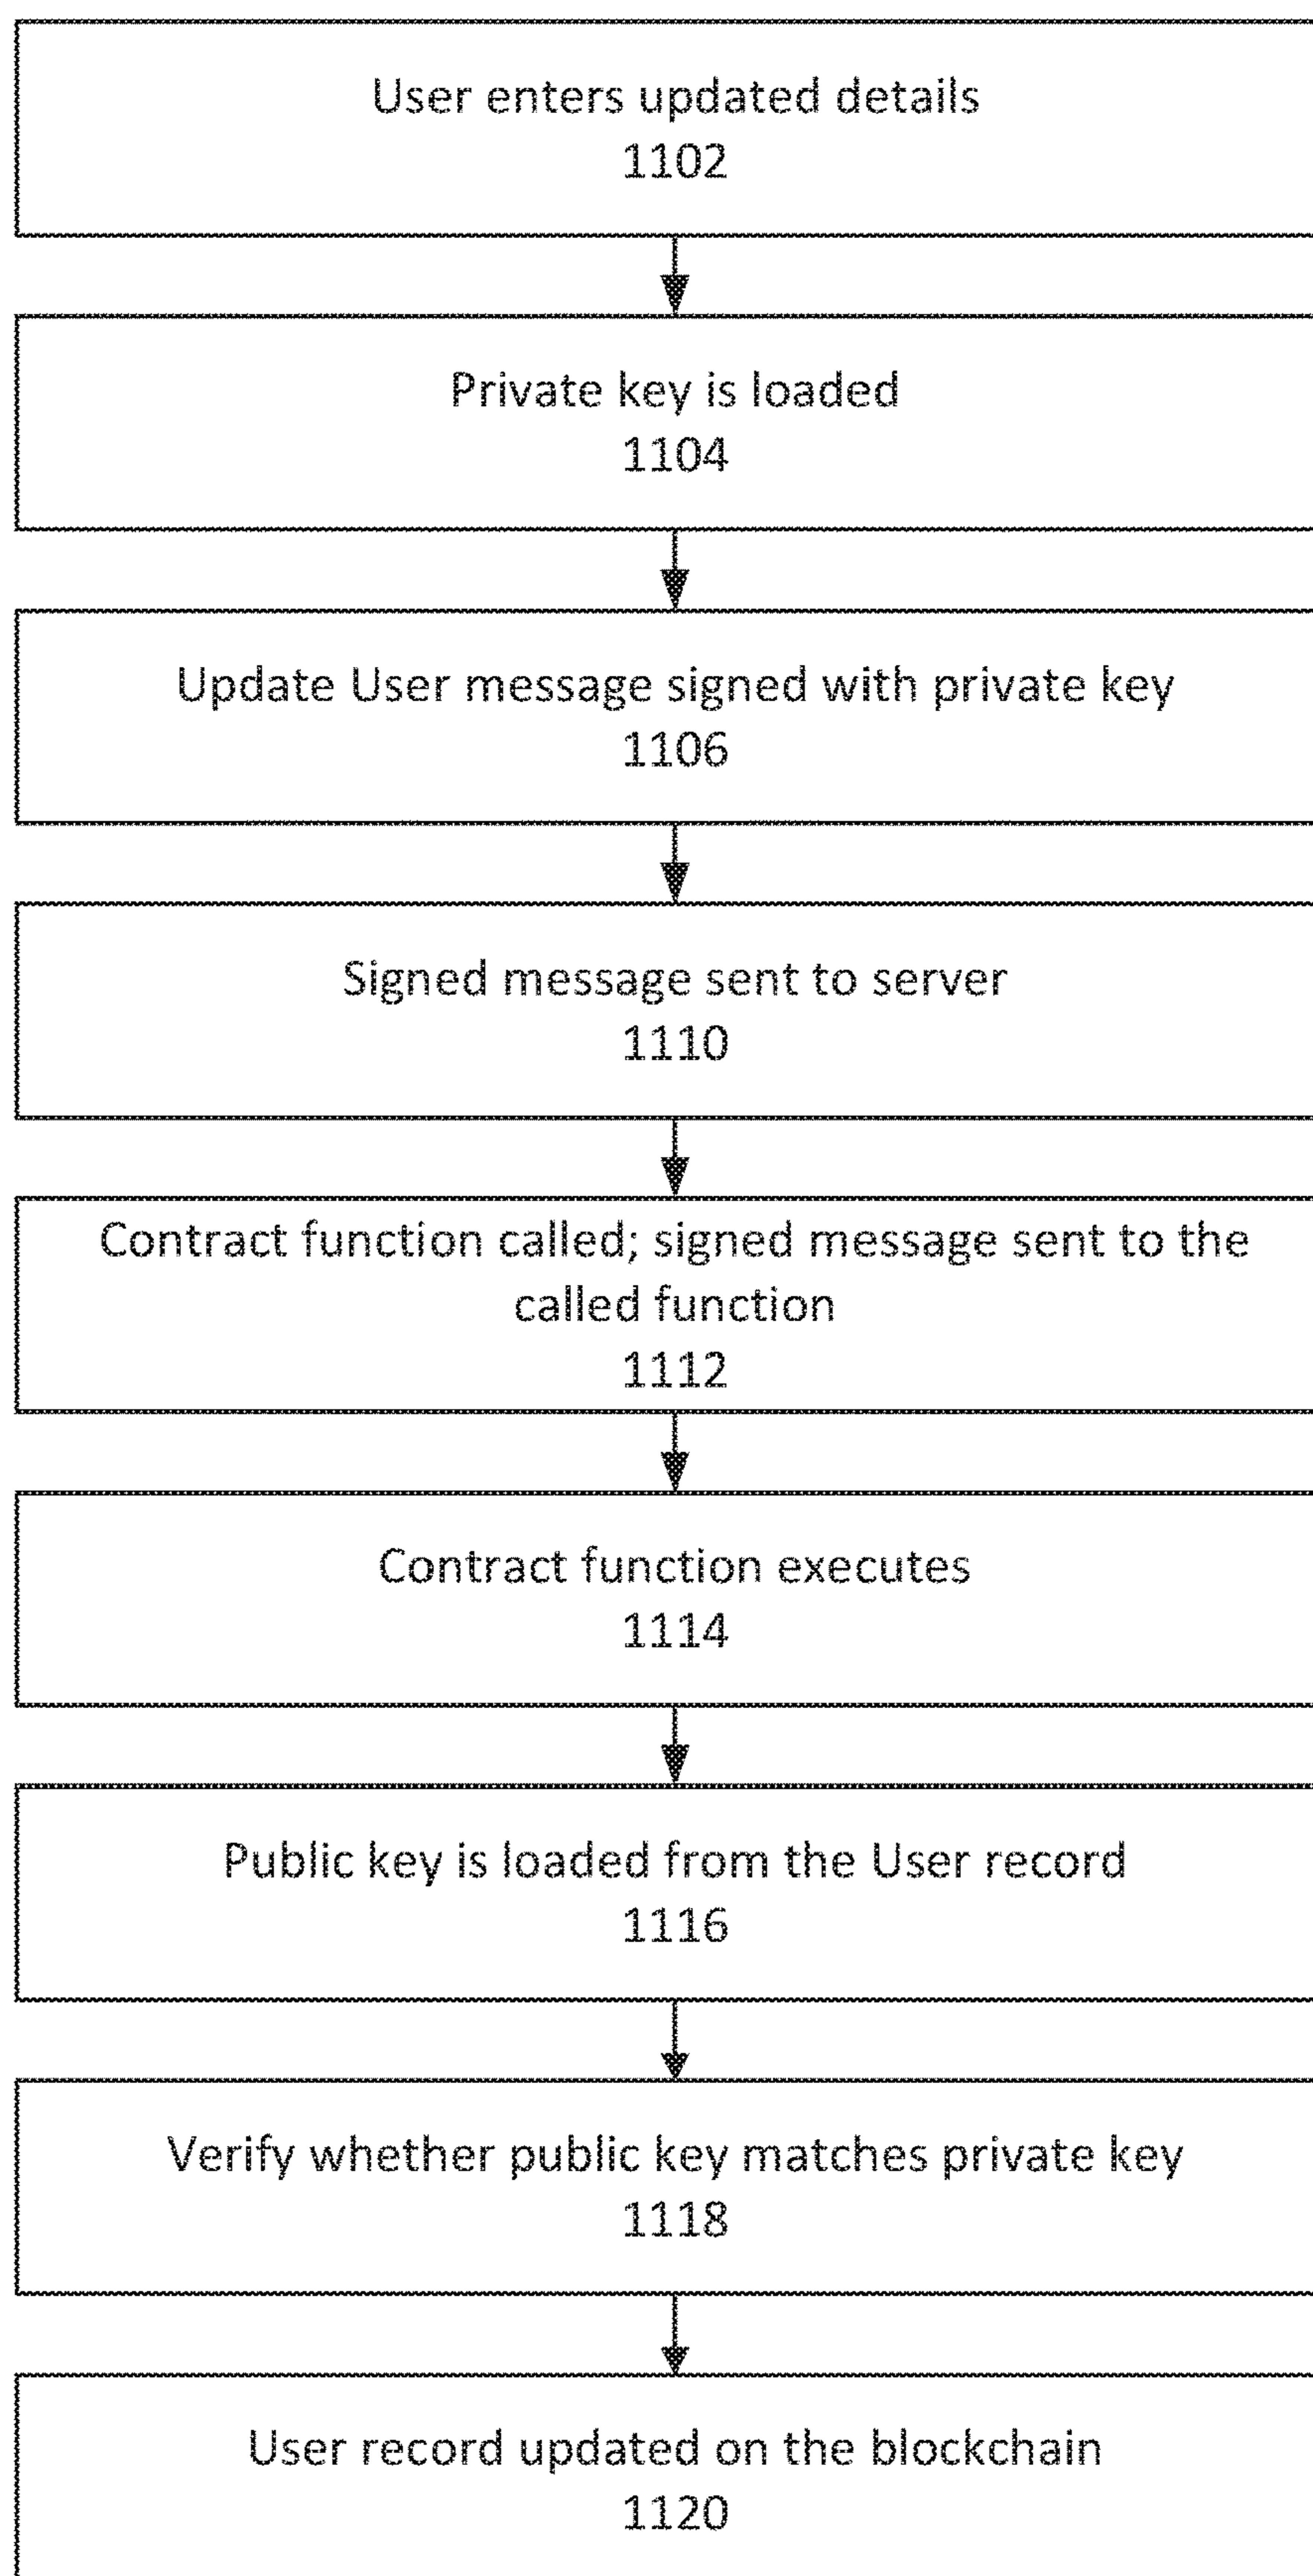 User enters updated details
1102
Private key is loaded
1104
Update User message signed with private key
1106
Signed message sent to server
1110
Contract function called; signed message sent to the
called function
1112
Contract function executes
1114
Public key is loaded from the User record
1116
Verify whether public key matches private key
1118
User record updated on the blockchain
1120